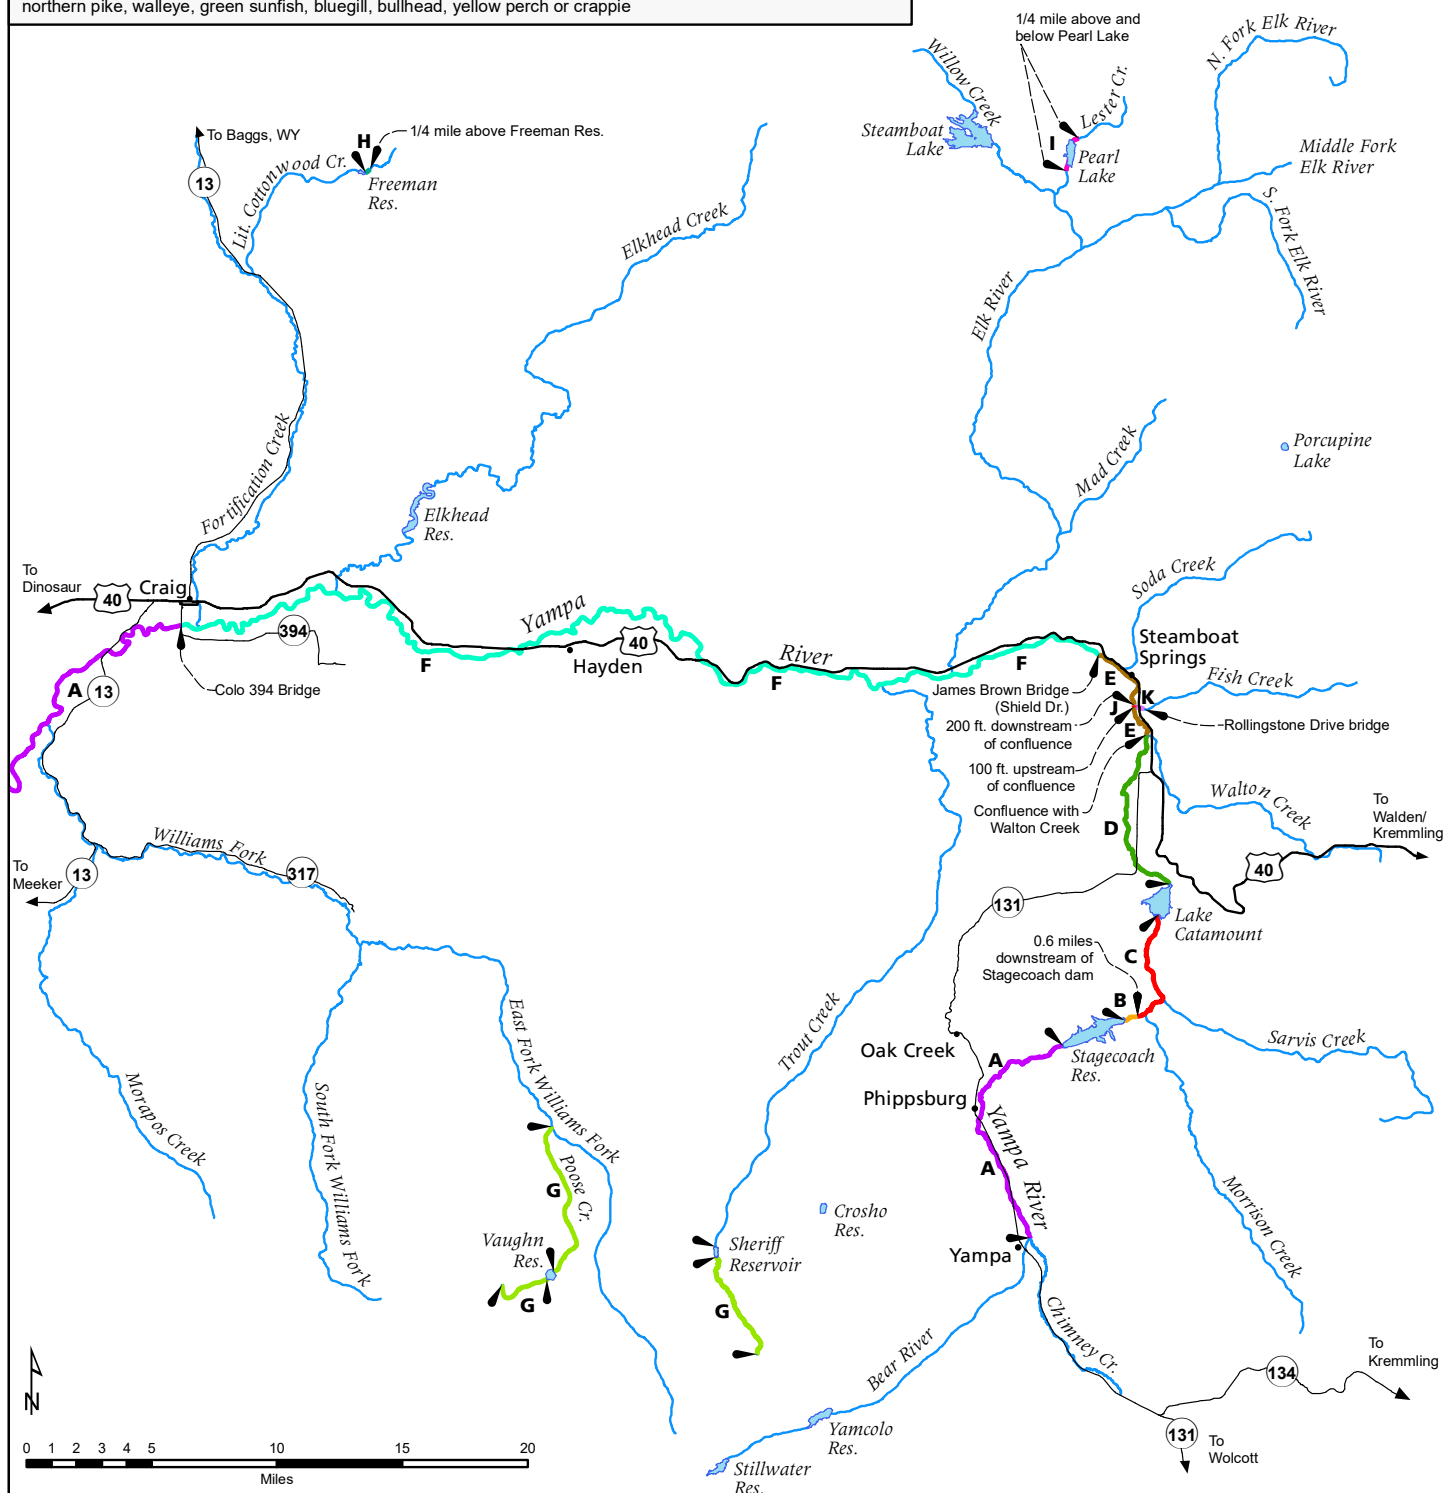 northern pike, walleye, green sunfish, bluegill, bullhead, yellow perch or crappie
1/4 mile above and
below Pearl Lake
N. Fork Elk River
Willow Creek
Lester Cr.
Steamboat
Lake
I
Pearl
Lake
Middle Fork
Elk River
S. Fork Elk River
To Baggs, WY
H
1/4 mile above Freeman Res.
13
Lit. Cottonwood Cr.
Freeman
Res.
Elkhead Creek
Elk River
Mad Creek
Porcupine
Lake
Fortification Creek
Elkhead
Res.
Soda Creek
To
Dinosaur
40
Craig
394
Yampa
River
40
Hayden
F
F
F
Steamboat
Springs
Fish Creek
A
13
Colo 394 Bridge
James Brown Bridge
(Shield Dr.)
E
K
J
200 ft. downstream
of confluence
Rollingstone Drive bridge
E
100 ft. upstream
of confluence
Confluence with
Walton Creek
Walton Creek
D
To
Walden/
Kremmling
40
Williams Fork
317
To
Meeker
13
131
Lake
Catamount
0.6 miles
downstream of
Stagecoach dam
C
B
Stagecoach
Res.
Sarvis Creek
Trout Creek
Oak Creek
A
Phippsburg
Yampa River
A
Morapos Creek
South Fork Williams Fork
East Fork Williams Fork
Poose Cr.
G
Vaughn
Res.
G
Sheriff
Reservoir
G
Crosho
Res.
Yampa
Morrison Creek
Chimney Cr.
Bear River
To
Kremmling
134
131
To
Wolcott
Yamcolo
Res.
Stillwater
Res.
N
0 1 2 3 4 5 10 15 20
Miles